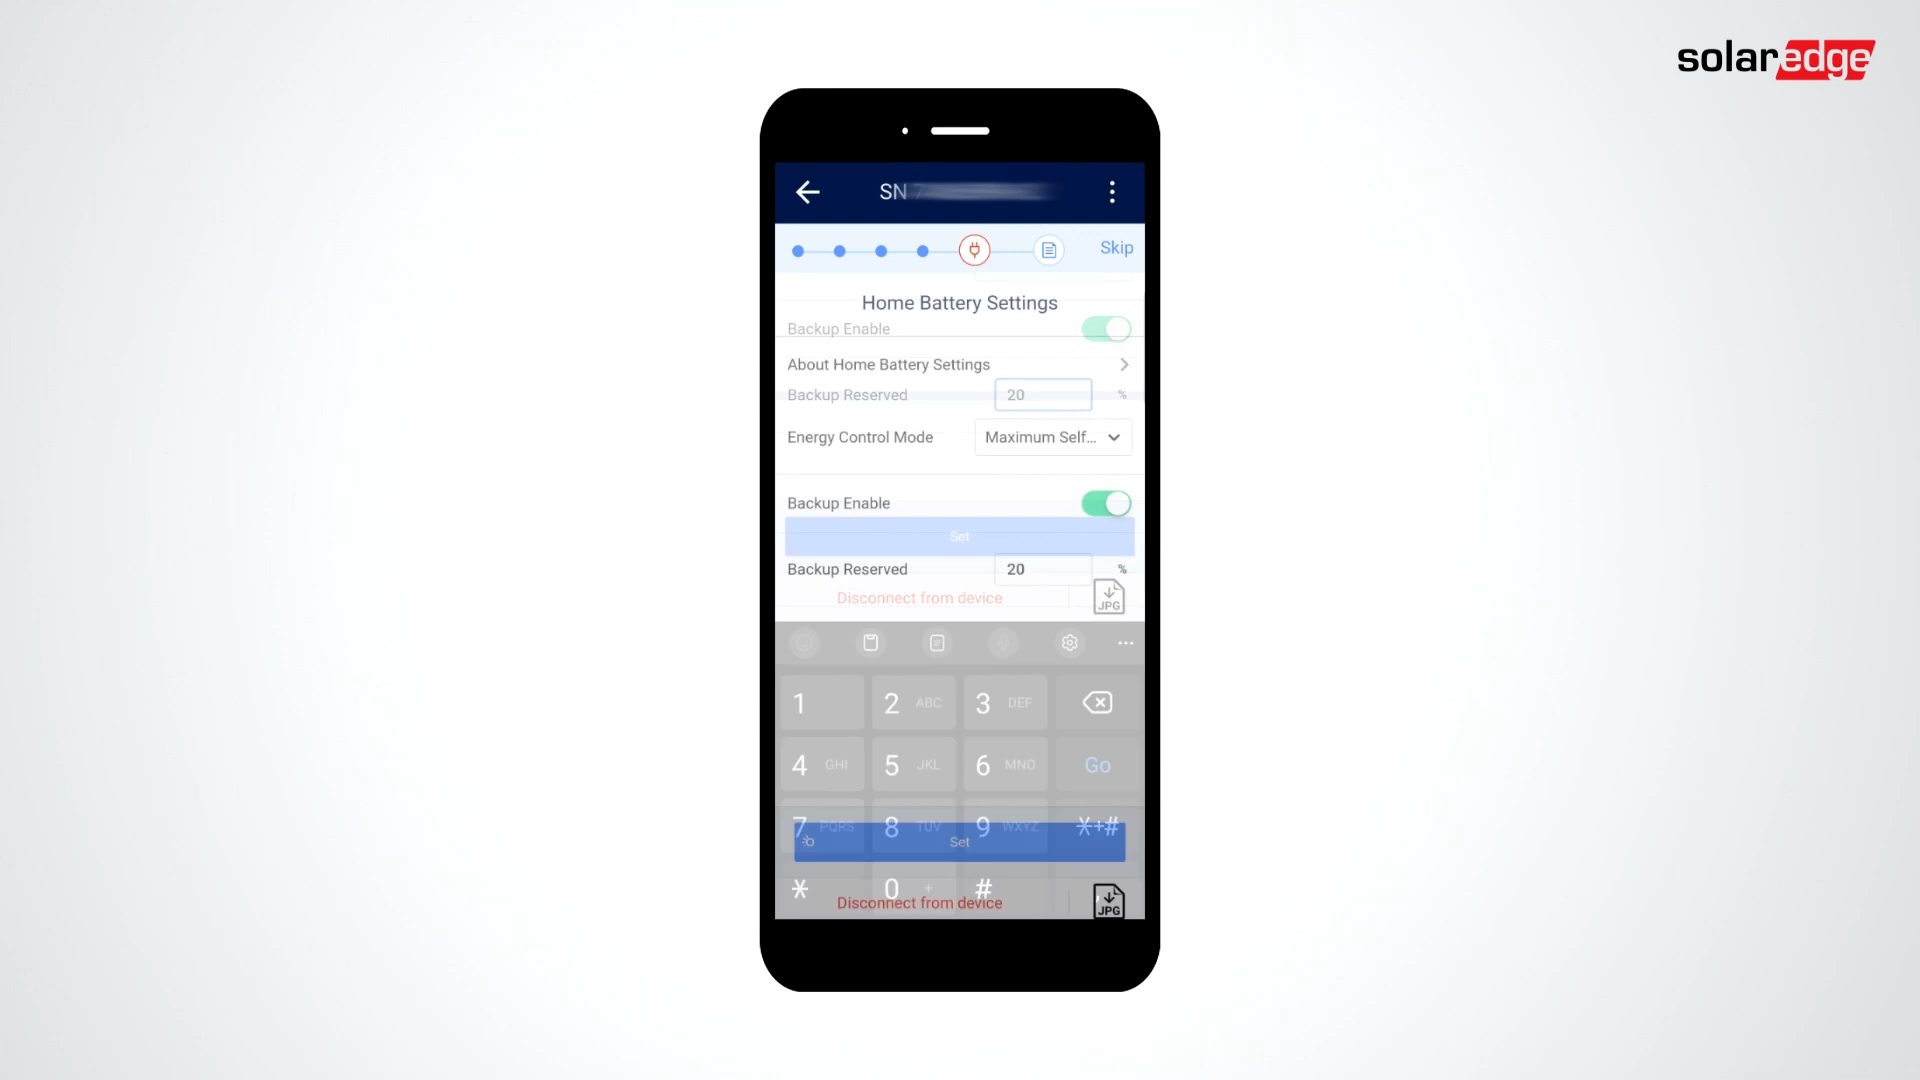 solaredge
SN 7
Skip
Home Battery Settings
Backup Enable
About Home Battery Settings
Backup Reserved 20 %
Energy Control Mode Maximum Self...
Backup Enable
Set
Backup Reserved 20 %
Disconnect from device JPG
1 2 ABC 3 DEF
4 GHI 5 JKL 6 MNO Go
7 PQRS 8 TUV 9 WXYZ *+#
Set
* 0 + #
Disconnect from device JPG